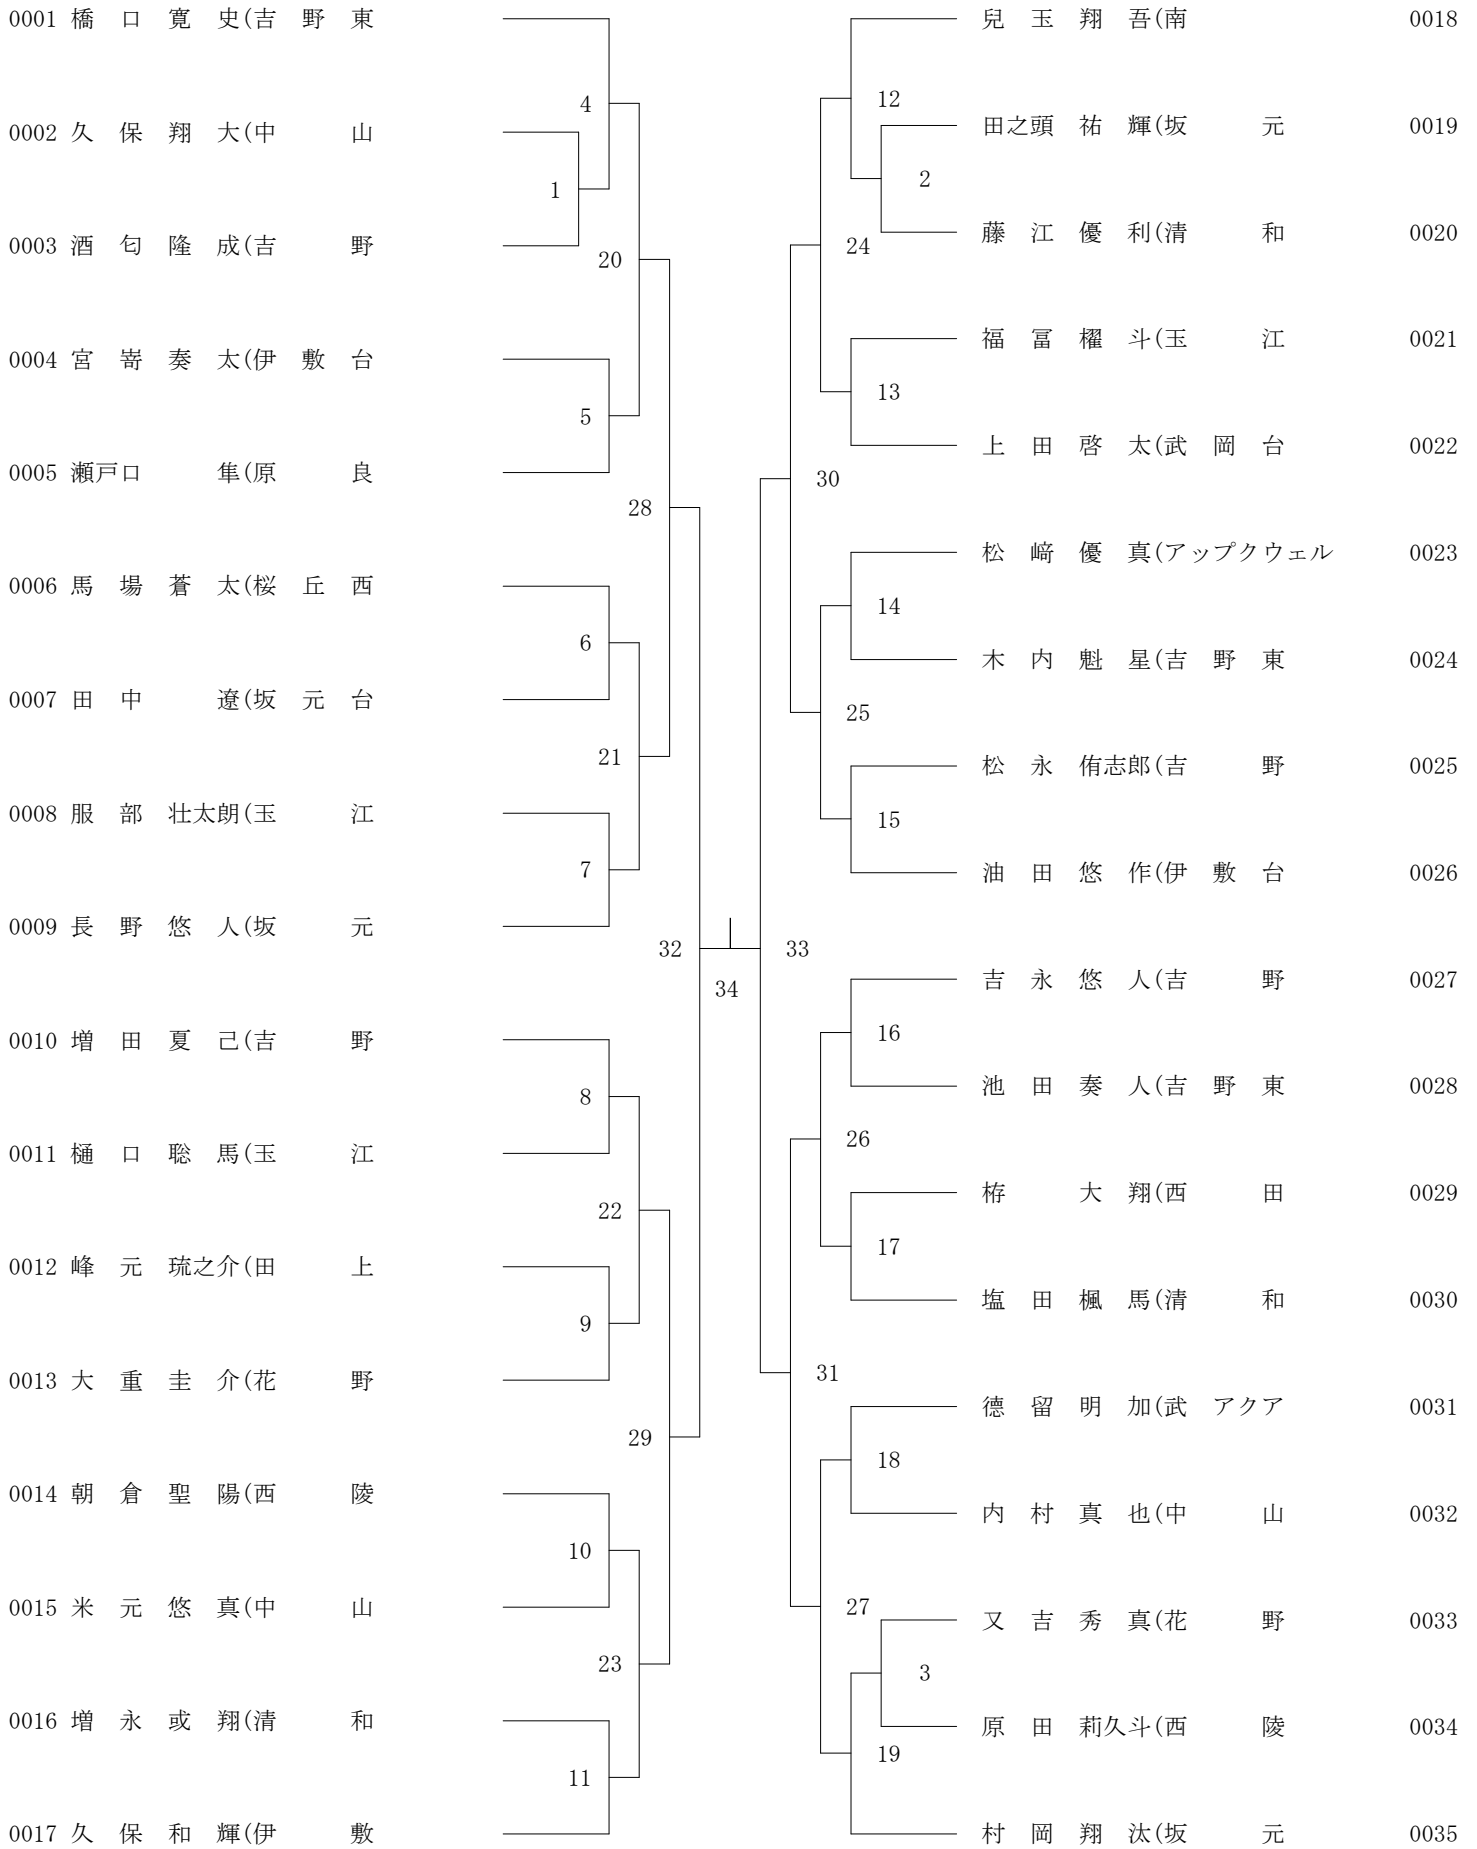 0001 橋 口 寛 史(吉 野 東
4
0002 久 保 翔 大(中 山
1
0003 酒 匂 隆 成(吉 野
20
0004 宮 嵜 奏 太(伊 敷 台
5
0005 瀬戸口 隼(原 良
28
0006 馬 場 蒼 太(桜 丘 西
6
0007 田 中 遼(坂 元 台
21
0008 服 部 壮太朗(玉 江
7
0009 長 野 悠 人(坂 元
32
0010 増 田 夏 己(吉 野
8
0011 樋 口 聡 馬(玉 江
22
0012 峰 元 琉之介(田 上
9
0013 大 重 圭 介(花 野
29
0014 朝 倉 聖 陽(西 陵
10
0015 米 元 悠 真(中 山
23
0016 増 永 或 翔(清 和
11
0017 久 保 和 輝(伊 敷
34
兒 玉 翔 吾(南 0018
12
田之頭 祐 輝(坂 元 0019
2
藤 江 優 利(清 和 0020
24
福 冨 櫂 斗(玉 江 0021
13
上 田 啓 太(武 岡 台 0022
30
松 﨑 優 真(アップクウェル 0023
14
木 内 魁 星(吉 野 東 0024
25
松 永 侑志郎(吉 野 0025
15
油 田 悠 作(伊 敷 台 0026
33
吉 永 悠 人(吉 野 0027
16
池 田 奏 人(吉 野 東 0028
26
栫 大 翔(西 田 0029
17
塩 田 楓 馬(清 和 0030
31
德 留 明 加(武 アクア 0031
18
内 村 真 也(中 山 0032
27
又 吉 秀 真(花 野 0033
3
原 田 莉久斗(西 陵 0034
19
村 岡 翔 汰(坂 元 0035